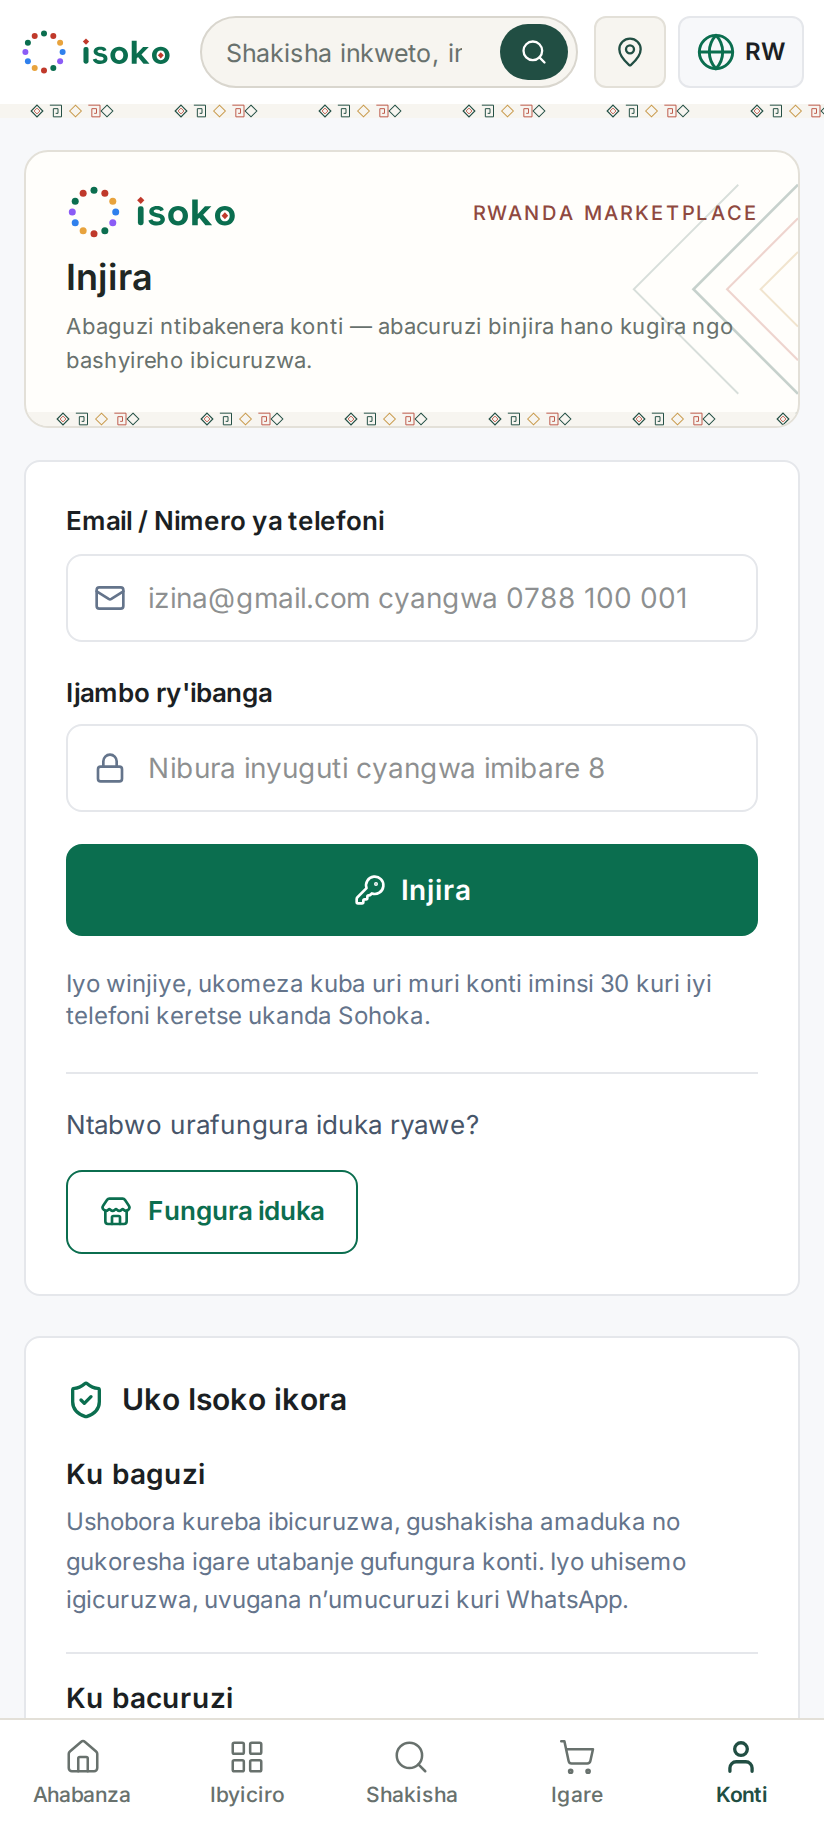 isoko
Shakisha inkweto, ir
RW
isoko
RWANDA MARKETPLACE
Injira
Abaguzi ntibakenera konti — abacuruzi binjira hano kugira ngo
bashyireho ibicuruzwa.
Email / Nimero ya telefoni
izina@gmail.com cyangwa 0788 100 001
Ijambo ry'ibanga
Nibura inyuguti cyangwa imibare 8
Injira
Iyo winjiye, ukomeza kuba uri muri konti iminsi 30 kuri iyi
telefoni keretse ukanda Sohoka.
Ntabwo urafungura iduka ryawe?
Fungura iduka
Uko Isoko ikora
Ku baguzi
Ushobora kureba ibicuruzwa, gushakisha amaduka no
gukoresha igare utabanje gufungura konti. Iyo uhisemo
igicuruzwa, uvugana n’umucuruzi kuri WhatsApp.
Ku bacuruzi
Ahabanza
Ibyiciro
Shakisha
Igare
Konti